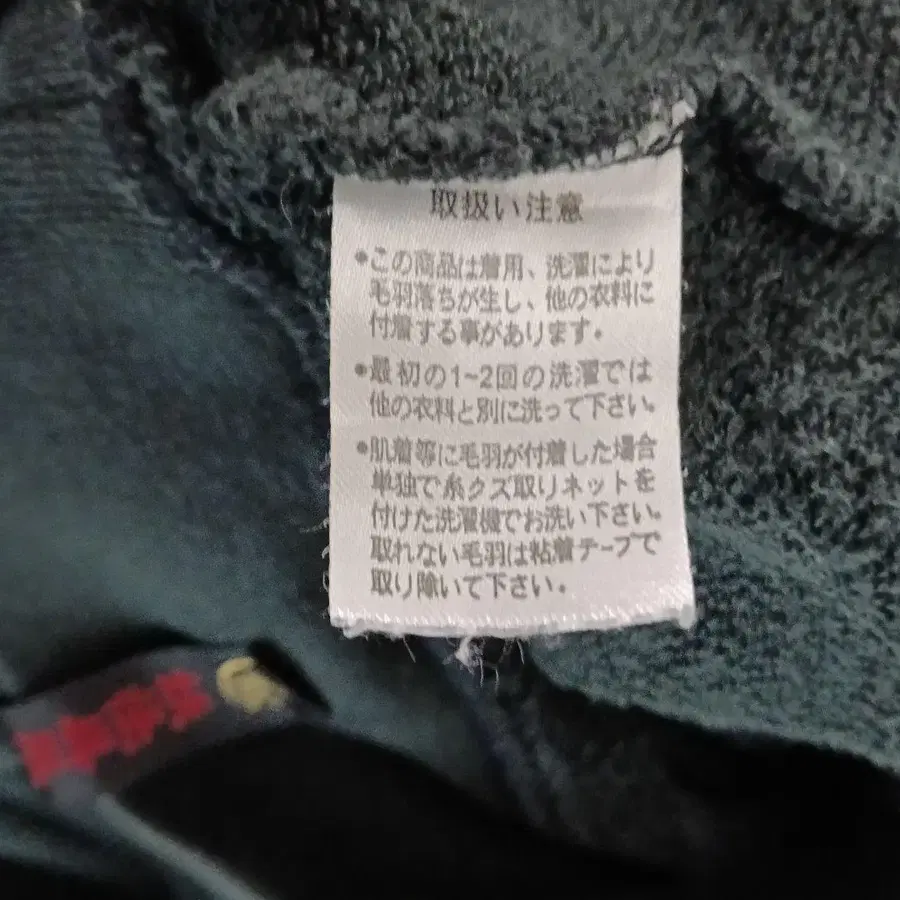 取扱い注意
●この商品は着用、洗濯により
毛羽落ちが生し、他の衣料に
付着する事があります。
●最初の1~2回の洗濯では
他の衣料と別に洗って下さい。
●肌着等に毛羽が付着した場合
単独で糸クズ取りネットを
付けた洗濯機でお洗い下さい。
取れない毛羽は粘着テープで
取り除いて下さい。